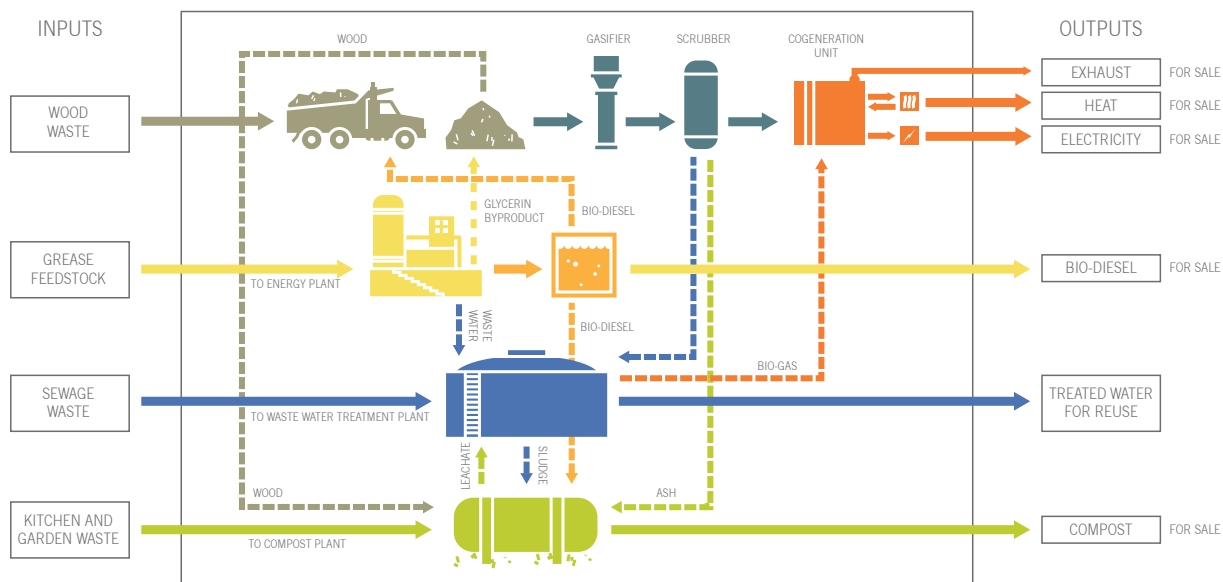 INPUTS
OUTPUTS
WOOD
GASIFIER
SCRUBBER
COGENERATION
UNIT
EXHAUST
FOR SALE
WOOD
WASTE
HEAT
FOR SALE
ELECTRICITY
FOR SALE
GLYCERIN
BYPRODUCT
BIO-DIESEL
GREASE
FEEDSTOCK
TO ENERGY PLANT
BIO-DIESEL
FOR SALE
WASTE
WATER
BIO-DIESEL
BIO-GAS
SEWAGE
WASTE
TO WASTE WATER TREATMENT PLANT
TREATED WATER
FOR REUSE
LEACHATE
SLUDGE
WOOD
ASH
KITCHEN AND
GARDEN WASTE
TO COMPOST PLANT
COMPOST
FOR SALE